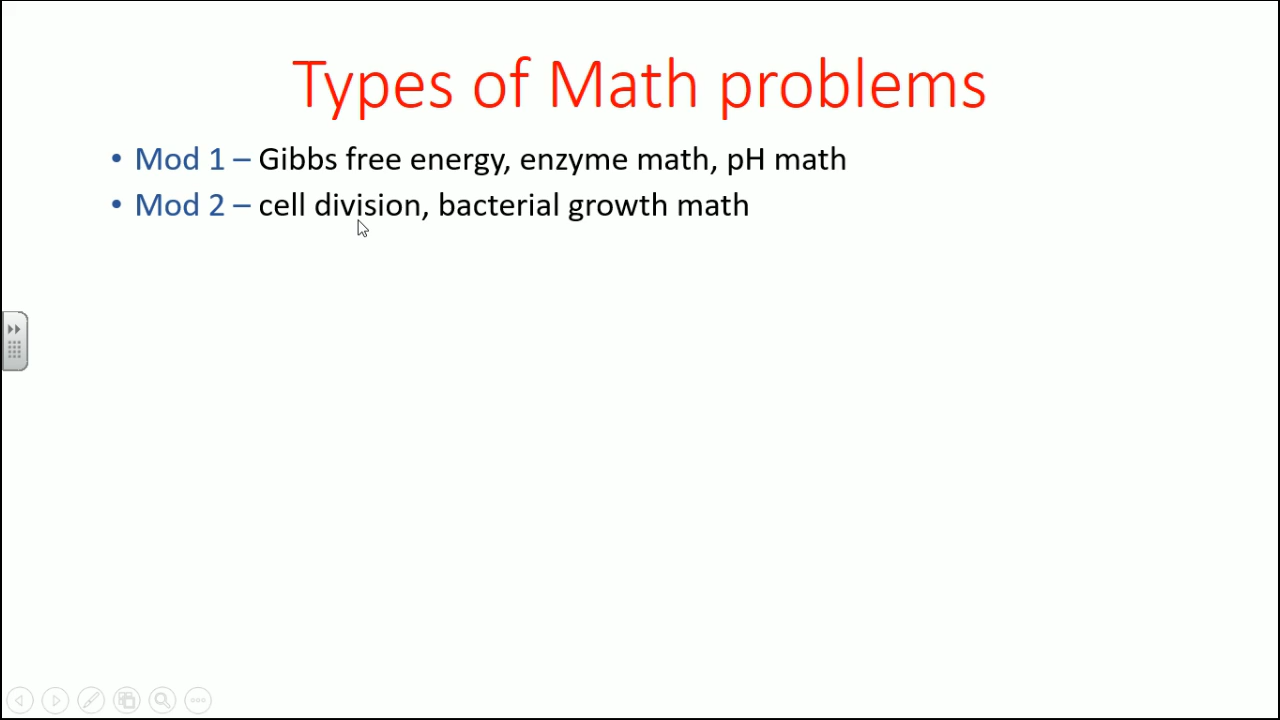 Types of Math problems
• Mod 1 – Gibbs free energy, enzyme math, pH math
• Mod 2 – cell division, bacterial growth math